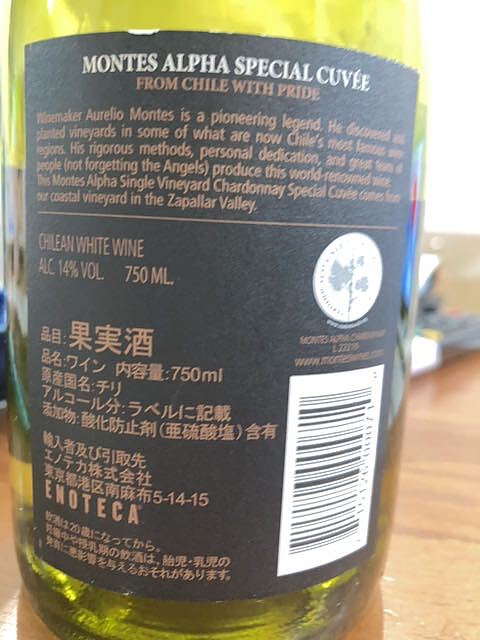 MONTES ALPHA SPECIAL CUVÉE
FROM CHILE WITH PRIDE
Winemaker Aurelio Montes is a pioneering legend. He discovered and
planted vineyards in some of what are now Chile's most famous wine
regions. His rigorous methods, personal dedication, and great team of
people (not forgetting the Angels) produce this world-renowned wine.
This Montes Alpha Single Vineyard Chardonnay Special Cuvée comes from
our coastal vineyard in the Zapallar Valley.
CHILEAN WHITE WINE
ALC. 14% VOL. 750 ML.
MONTES ALPHA CHARDONNAY
L 22210
www.monteswines.com
品目:果実酒
品名:ワイン 内容量:750ml
原産国名:チリ
アルコール分:ラベルに記載
添加物:酸化防止剤(亜硫酸塩)含有
輸入者及び引取先
エノテカ株式会社
東京都港区南麻布5-14-15
ENOTECA
飲酒は20歳になってから。
妊娠中や授乳期の飲酒は、胎児・乳児の
発育に悪影響を与えるおそれがあります。